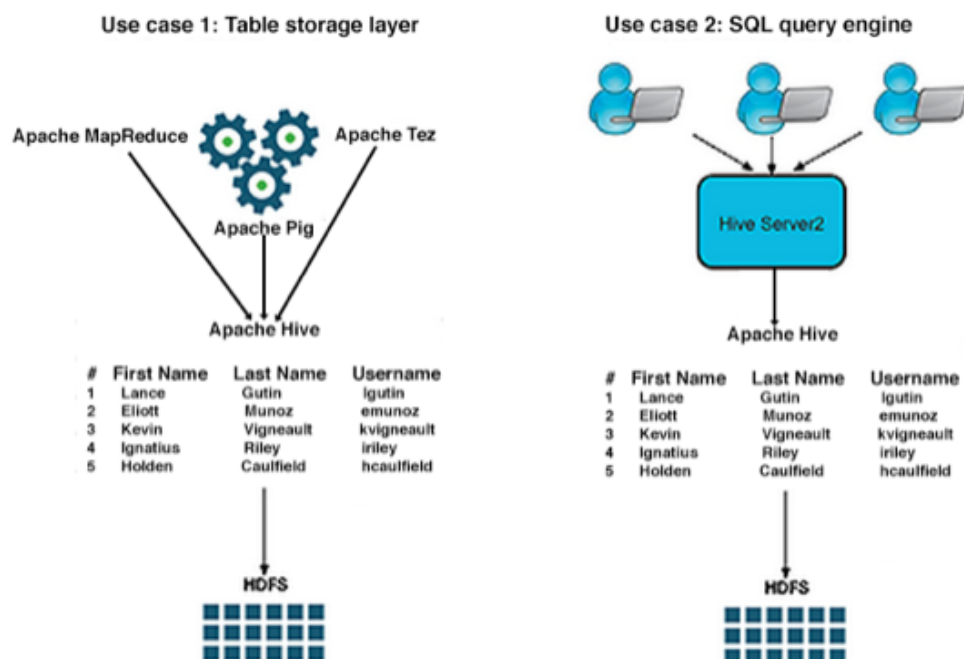 Use case 1: Table storage layer
Apache MapReduce
Apache Tez
Apache Pig
Apache Hive
# First Name Last Name Username
1 Lance Gutin lgutin
2 Eliott Munoz emunoz
3 Kevin Vigneault kvigneault
4 Ignatius Riley iriley
5 Holden Caulfield hcaulfield
HDFS
Use case 2: SQL query engine
Hive Server2
Apache Hive
# First Name Last Name Username
1 Lance Gutin lgutin
2 Eliott Munoz emunoz
3 Kevin Vigneault kvigneault
4 Ignatius Riley iriley
5 Holden Caulfield hcaulfield
HDFS